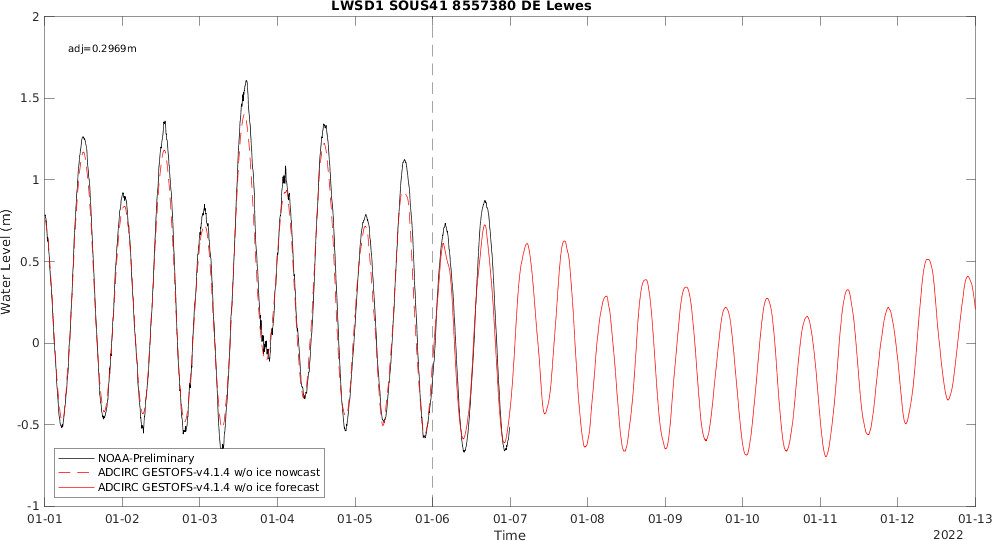 LWSD1 SOUS41 8557380 DE Lewes
adj=0.2969m
2
1.5
1
0.5
0
-0.5
-1
Water Level (m)
NOAA-Preliminary
ADCIRC GESTOFS-v4.1.4 w/o ice nowcast
ADCIRC GESTOFS-v4.1.4 w/o ice forecast
01-01 01-02 01-03 01-04 01-05 01-06 01-07 01-08 01-09 01-10 01-11 01-12 01-13
Time
2022